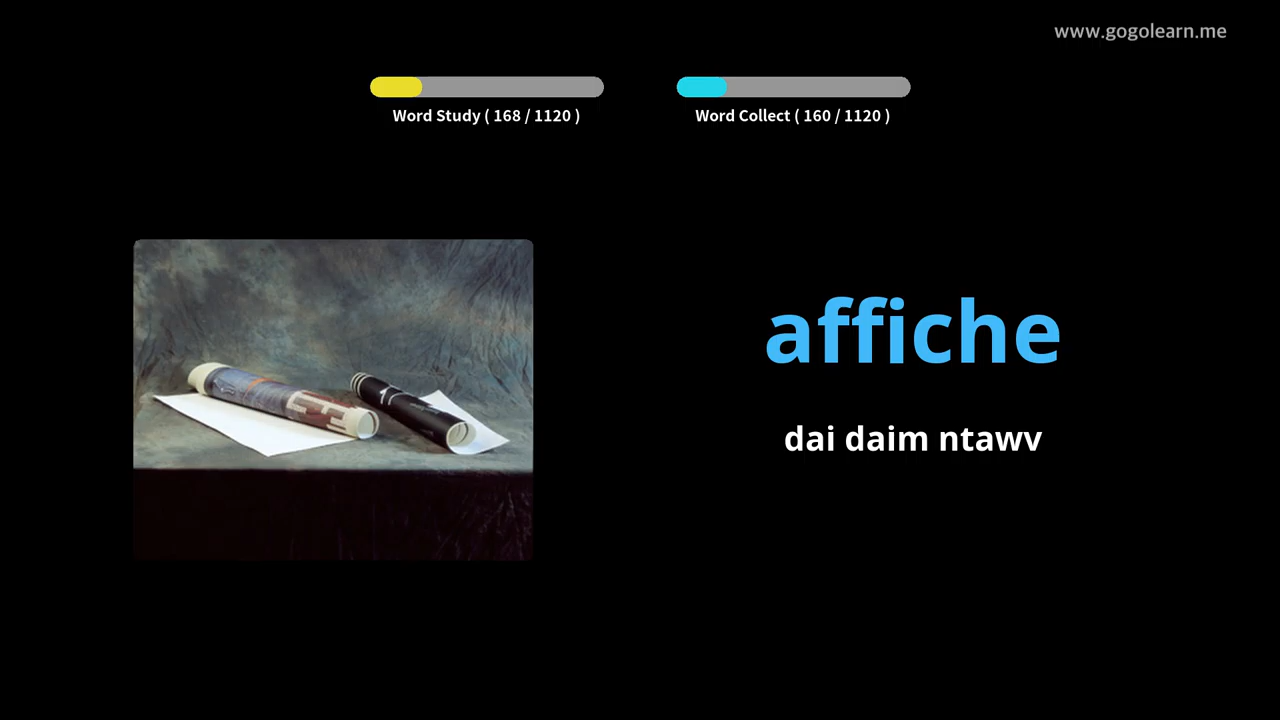 www.gogolearn.me
Word Study ( 168 / 1120 )
Word Collect ( 160 / 1120 )
affiche
dai daim ntawv